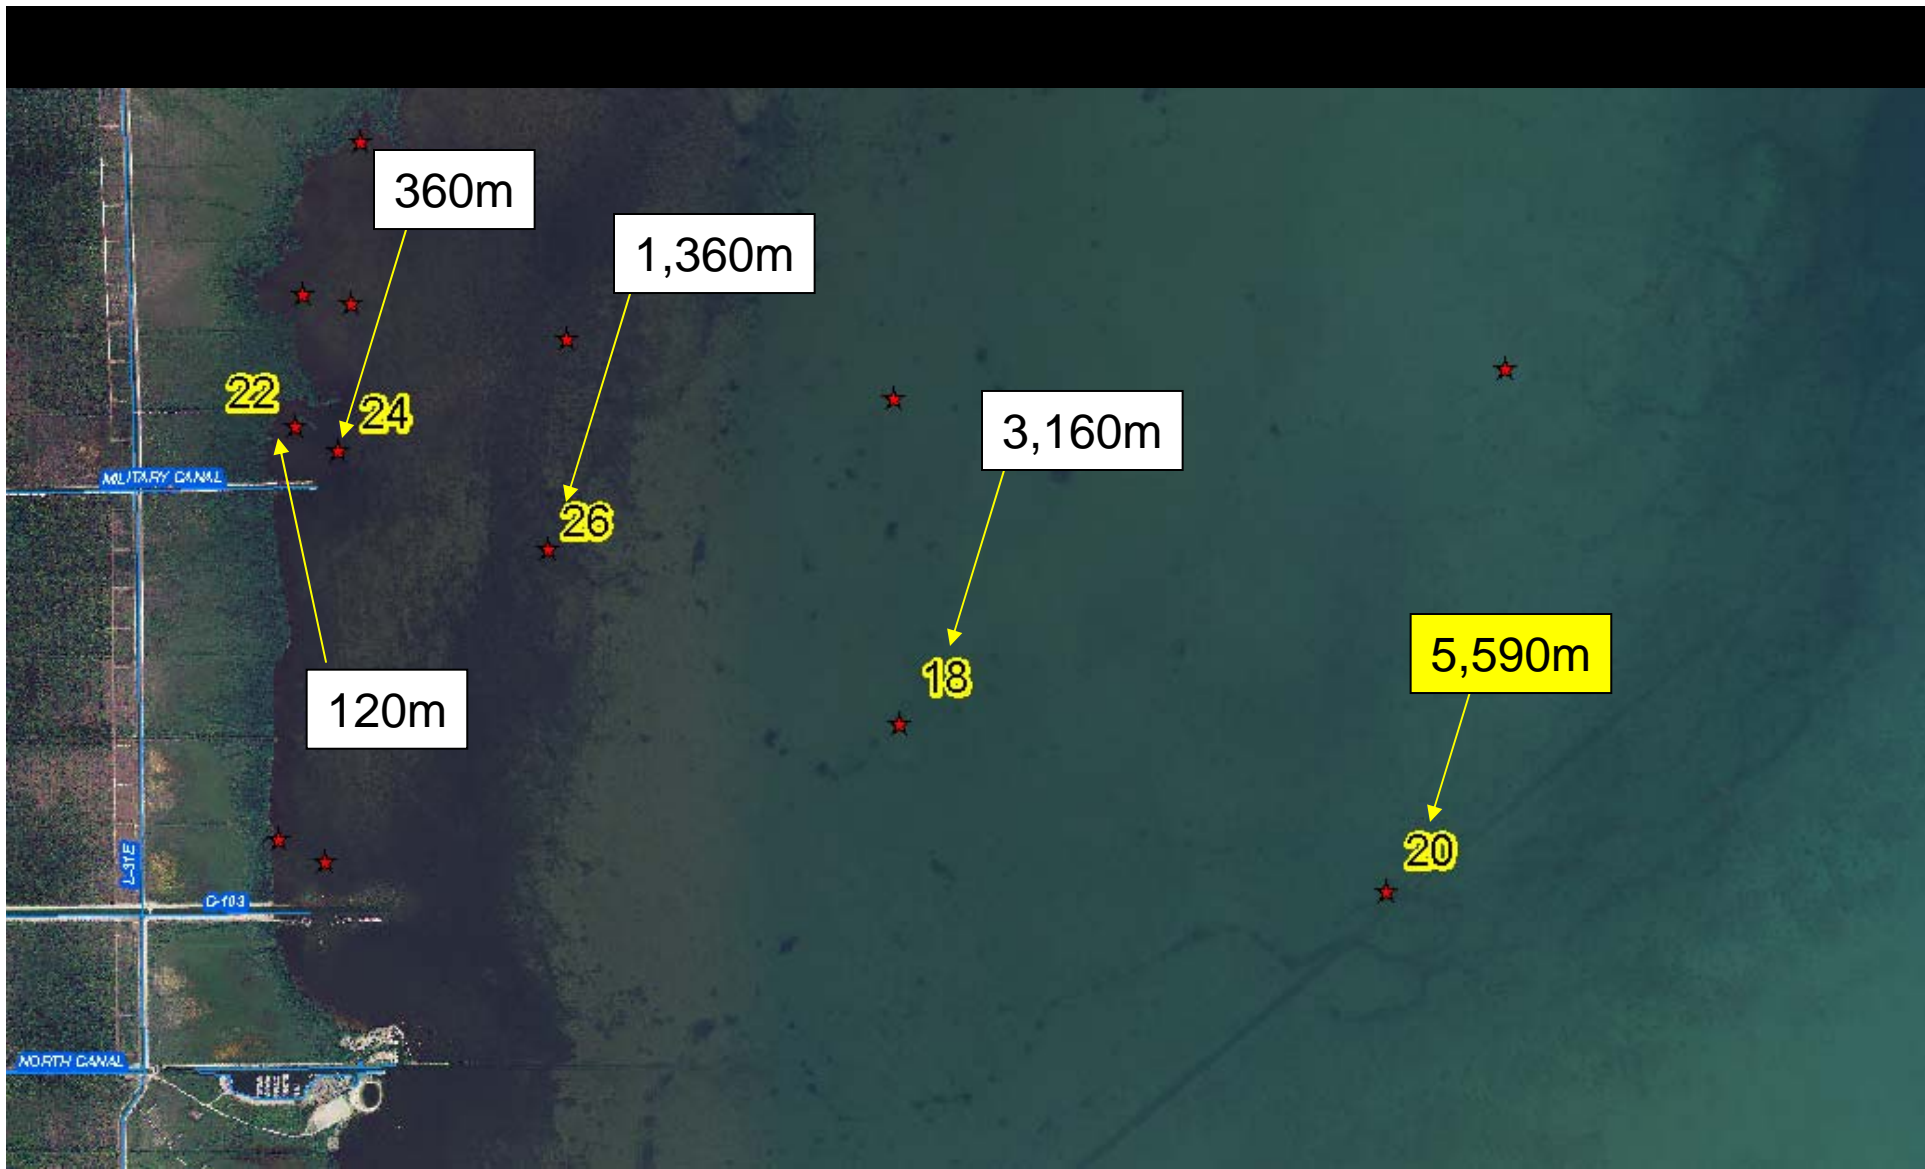 360m
1,360m
22
24
3,160m
MILITARY CANAL
26
5,590m
18
120m
L-31E
20
C-103
NORTH CANAL